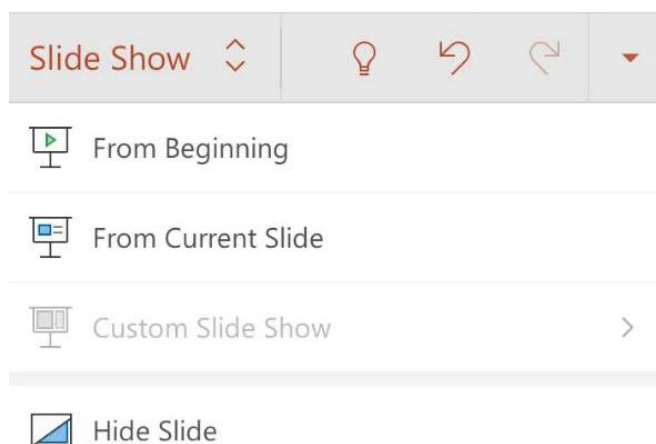 Slide Show
From Beginning
From Current Slide
Custom Slide Show
Hide Slide